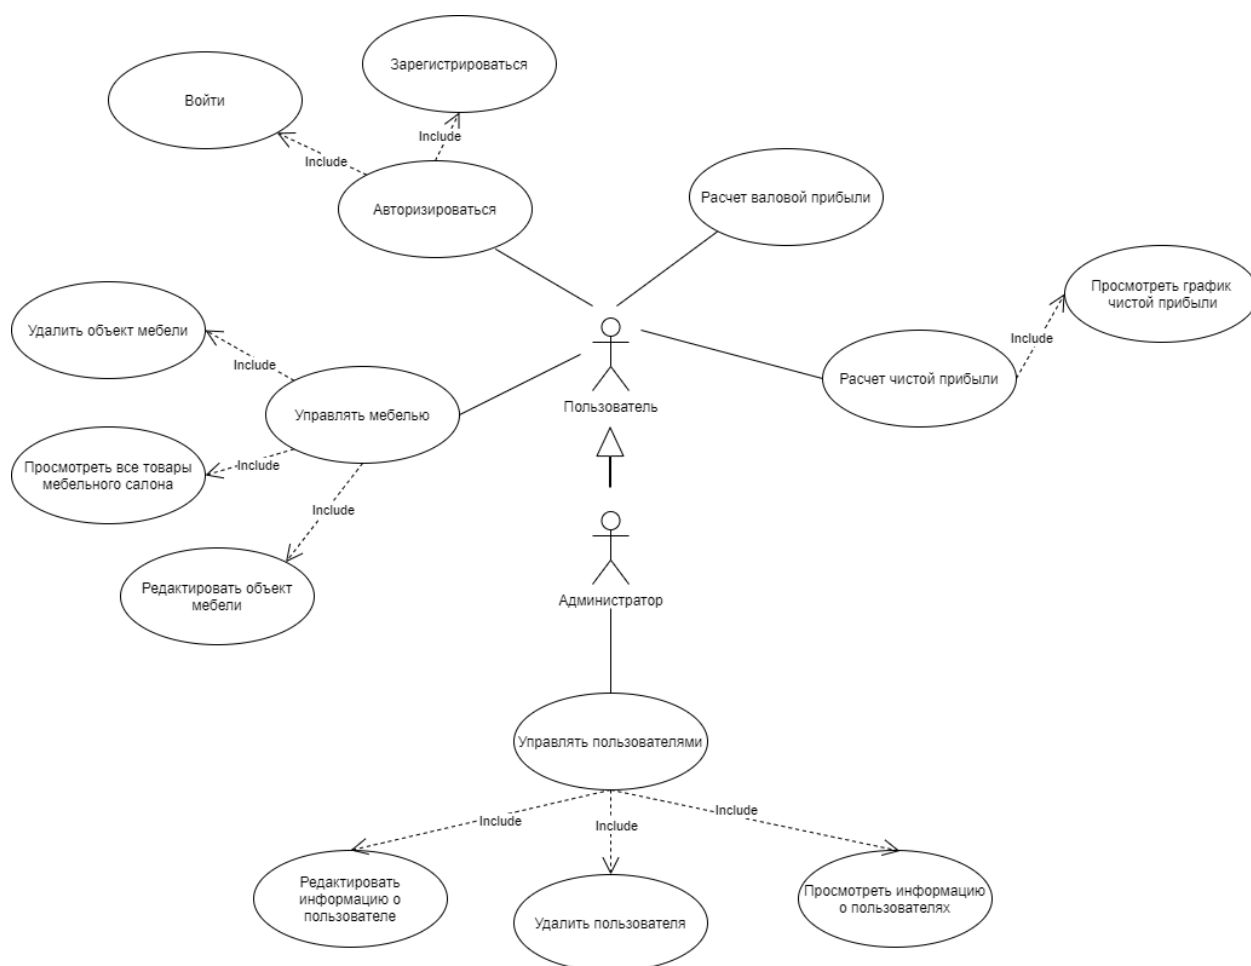 Зарегистрироваться
Войти
Include
Include
Авторизироваться
Расчет валовой прибыли
Просмотреть график
чистой прибыли
Удалить объект мебели
Include
Include
Расчет чистой прибыли
Управлять мебелью
Пользователь
Просмотреть все товары
мебельного салона
Include
Include
Редактировать объект
мебели
Администратор
Управлять пользователями
Include
Include
Include
Редактировать
информацию о
пользователе
Удалить пользователя
Просмотреть информацию
о пользователях